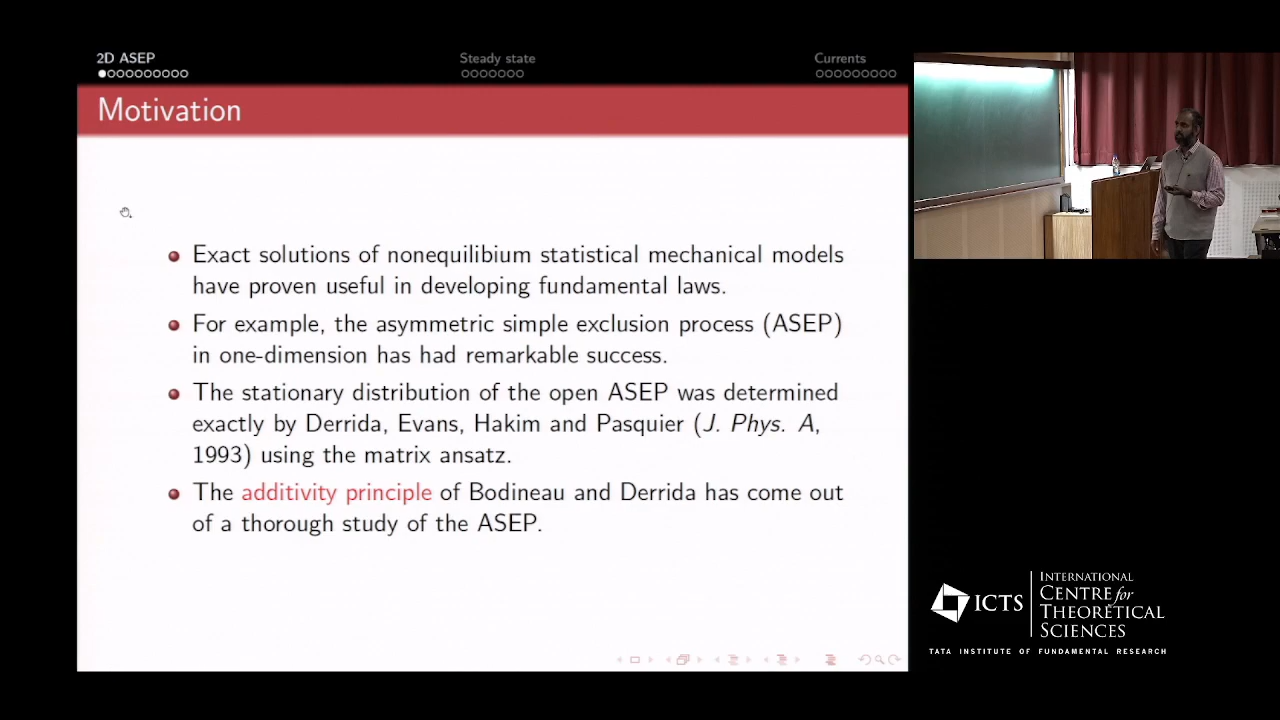 2D ASEP
Steady state
Currents
Motivation
Exact solutions of nonequilibium statistical mechanical models
have proven useful in developing fundamental laws.
For example, the asymmetric simple exclusion process (ASEP)
in one-dimension has had remarkable success.
The stationary distribution of the open ASEP was determined
exactly by Derrida, Evans, Hakim and Pasquier (J. Phys. A,
1993) using the matrix ansatz.
The additivity principle of Bodineau and Derrida has come out
of a thorough study of the ASEP.
ICTS
INTERNATIONAL
CENTRE for
THEORETICAL
SCIENCES
TATA INSTITUTE OF FUNDAMENTAL RESEARCH